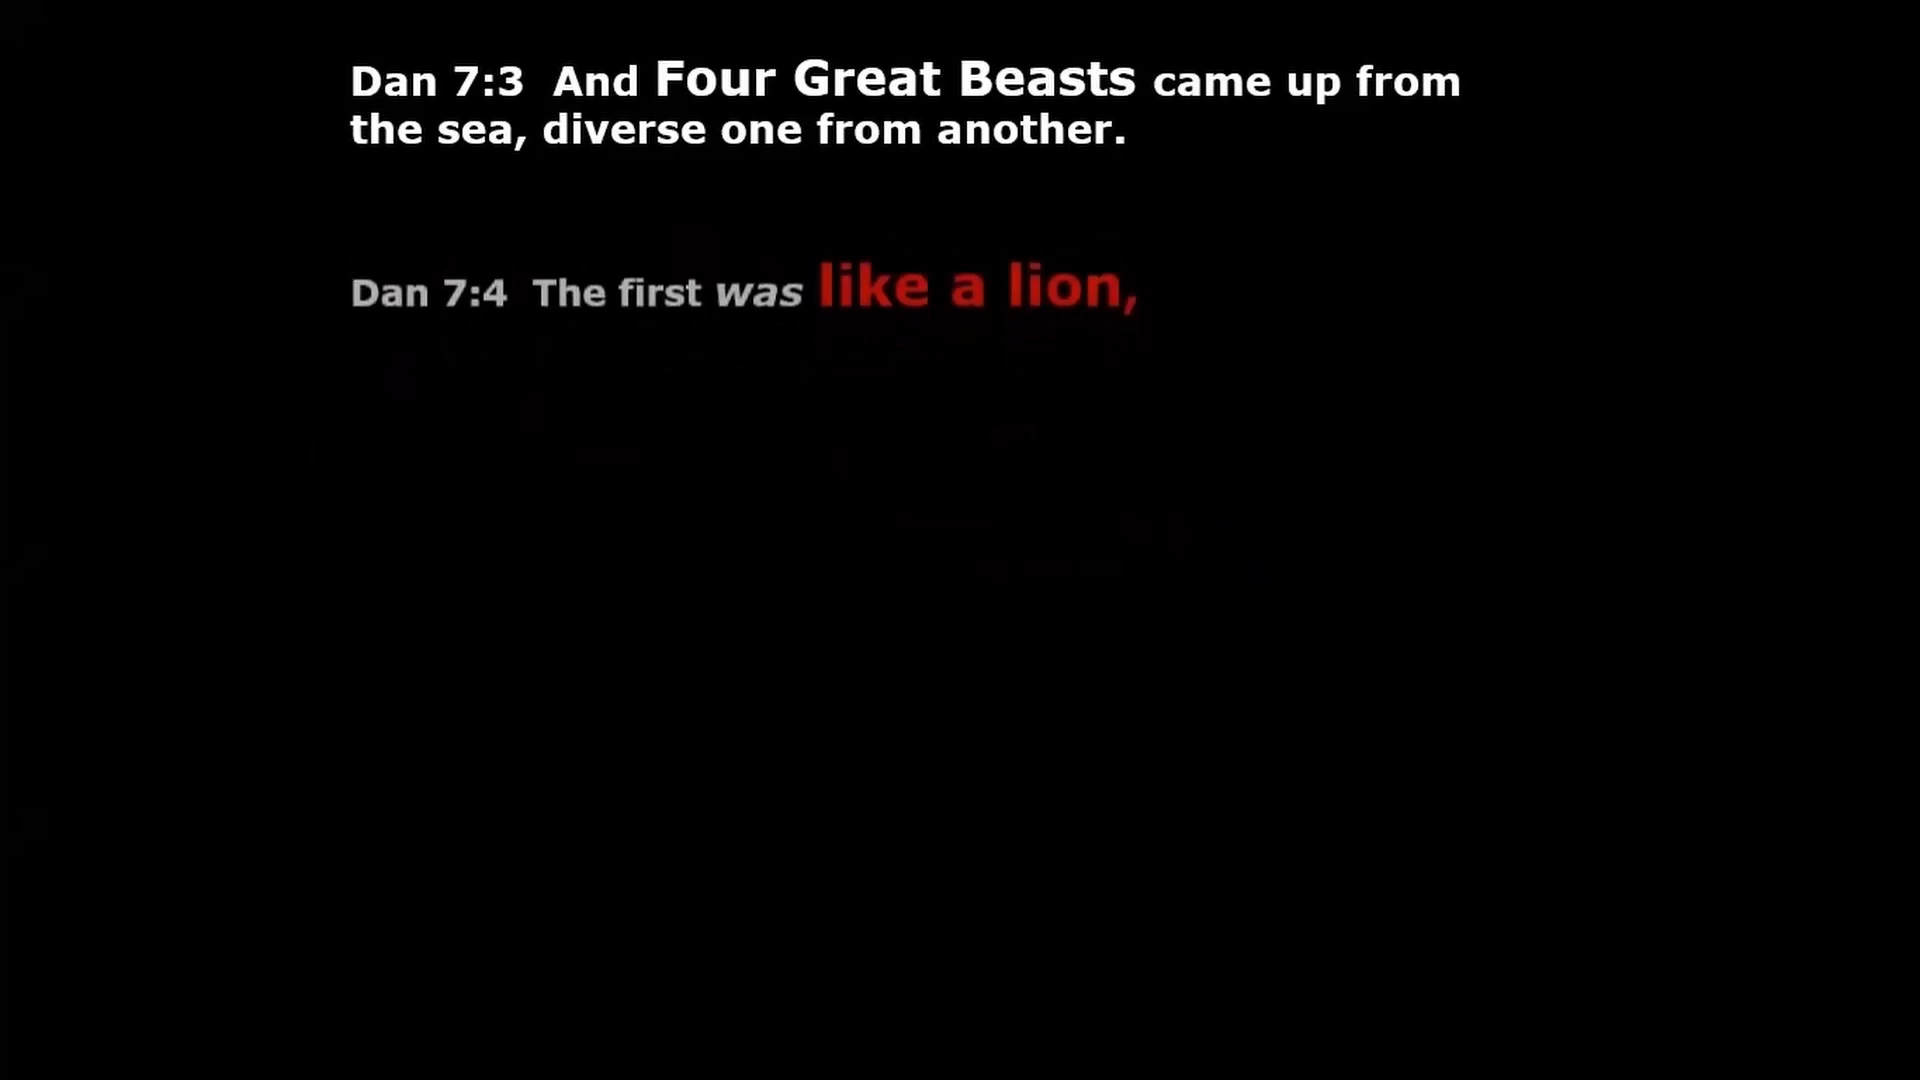 Dan 7:3 And Four Great Beasts came up from
the sea, diverse one from another.
Dan 7:4 The first was like a lion,